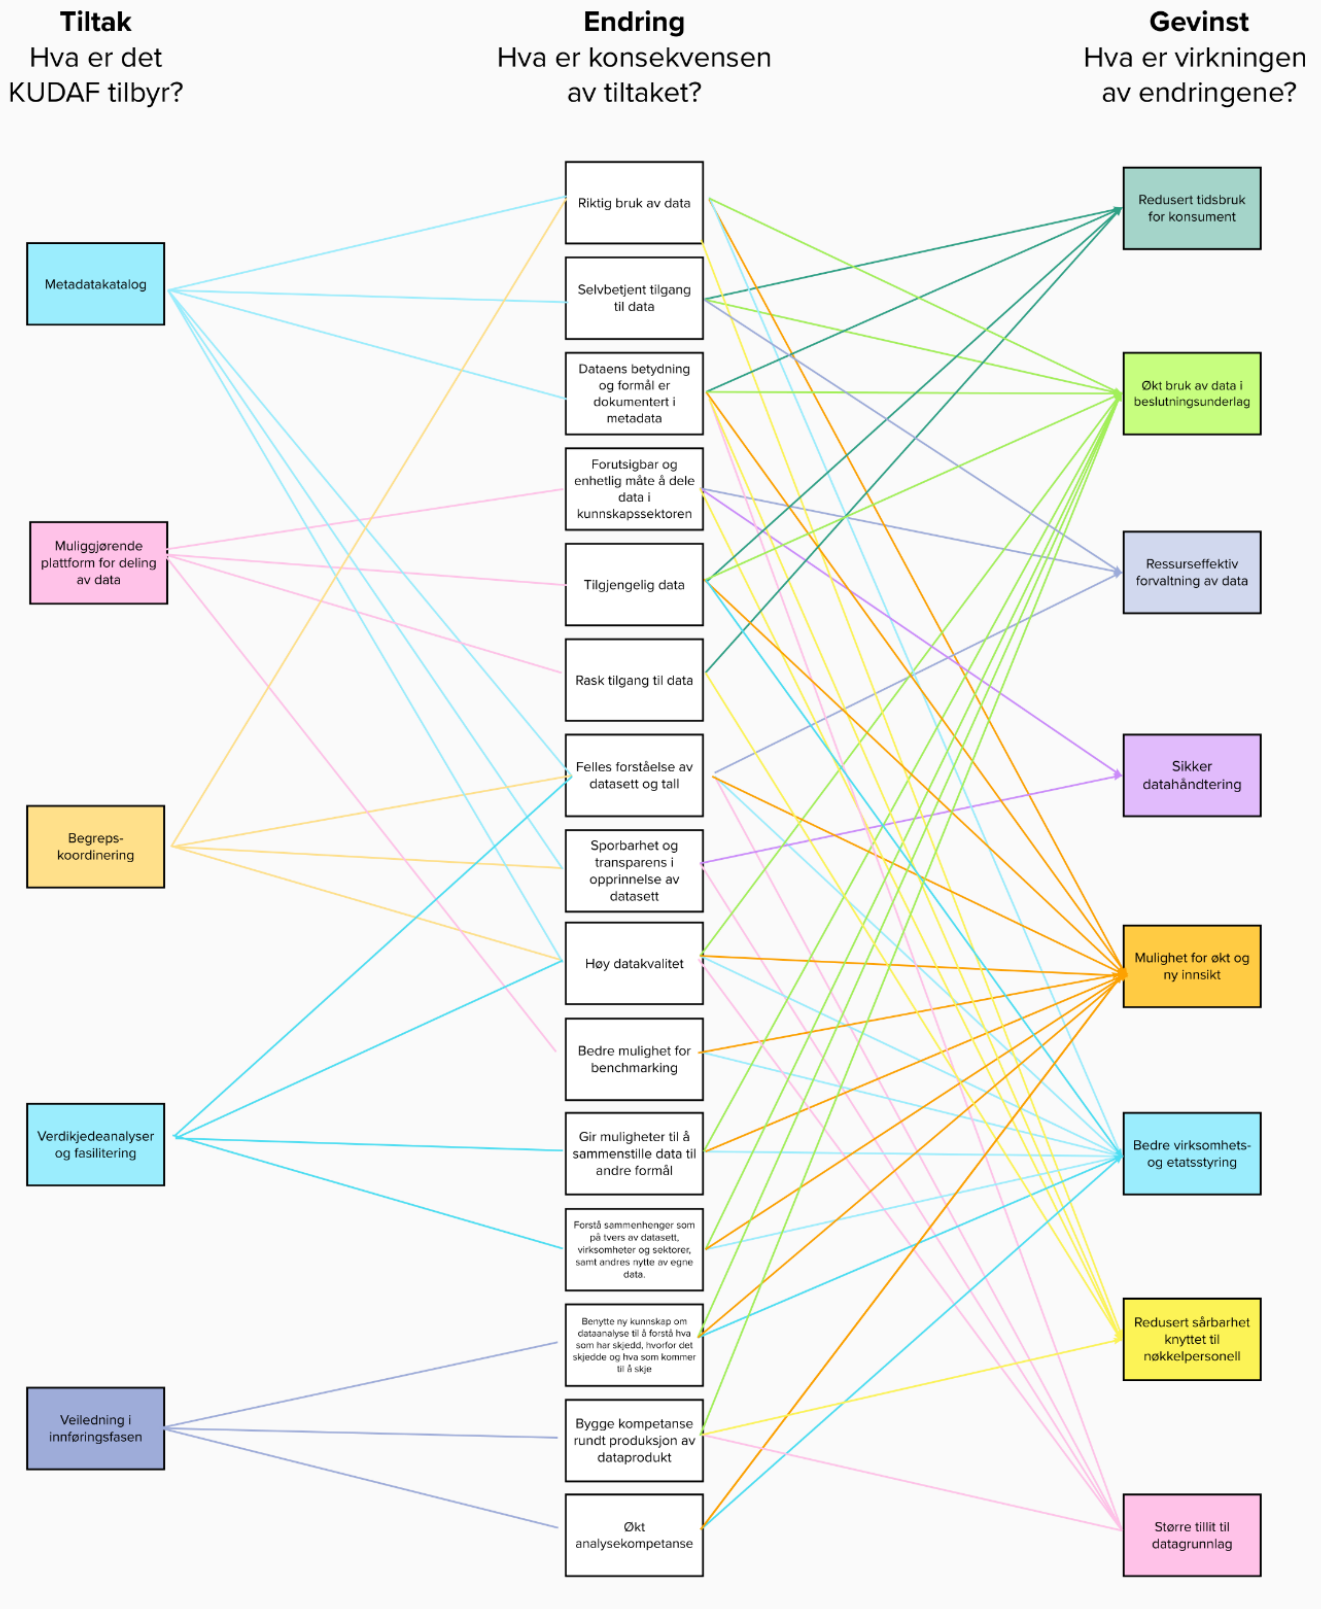 Tiltak
Hva er det
KUDAF tilbyr?
Endring
Hva er konsekvensen
av tiltaket?
Gevinst
Hva er virkningen
av endringene?
Metadatakatalog
Muliggjørende
plattform for deling
av data
Begreps-
koordinering
Verdikjedeanalyser
og fasilitering
Veiledning i
innføringsfasen
Riktig bruk av data
Selvbetjent tilgang
til data
Dataens betydning
og formål er
dokumentert i
metadata
Forutsigbar og
enhetlig måte å dele
data i
kunnskapssektoren
Tilgjengelig data
Rask tilgang til data
Felles forståelse av
datasett og tall
Sporbarhet og
transparens i
opprinnelse av
datasett
Høy datakvalitet
Bedre mulighet for
benchmarking
Gir muligheter til å
sammenstille data til
andre formål
Forstå sammenhenger som
på tvers av datasett,
virksomheter og sektorer,
samt andres nytte av egne
data.
Benytte ny kunnskap om
dataanalyse til å forstå hva
som har skjedd, hvorfor det
skjedde og hva som kommer
til å skje
Bygge kompetanse
rundt produksjon av
dataprodukt
Økt
analysekompetanse
Redusert tidsbruk
for konsument
Økt bruk av data i
beslutningsunderlag
Ressurseffektiv
forvaltning av data
Sikker
datahåndtering
Mulighet for økt og
ny innsikt
Bedre virksomhets-
og etatsstyring
Redusert sårbarhet
knyttet til
nøkkelpersonell
Større tillit til
datagrunnlag